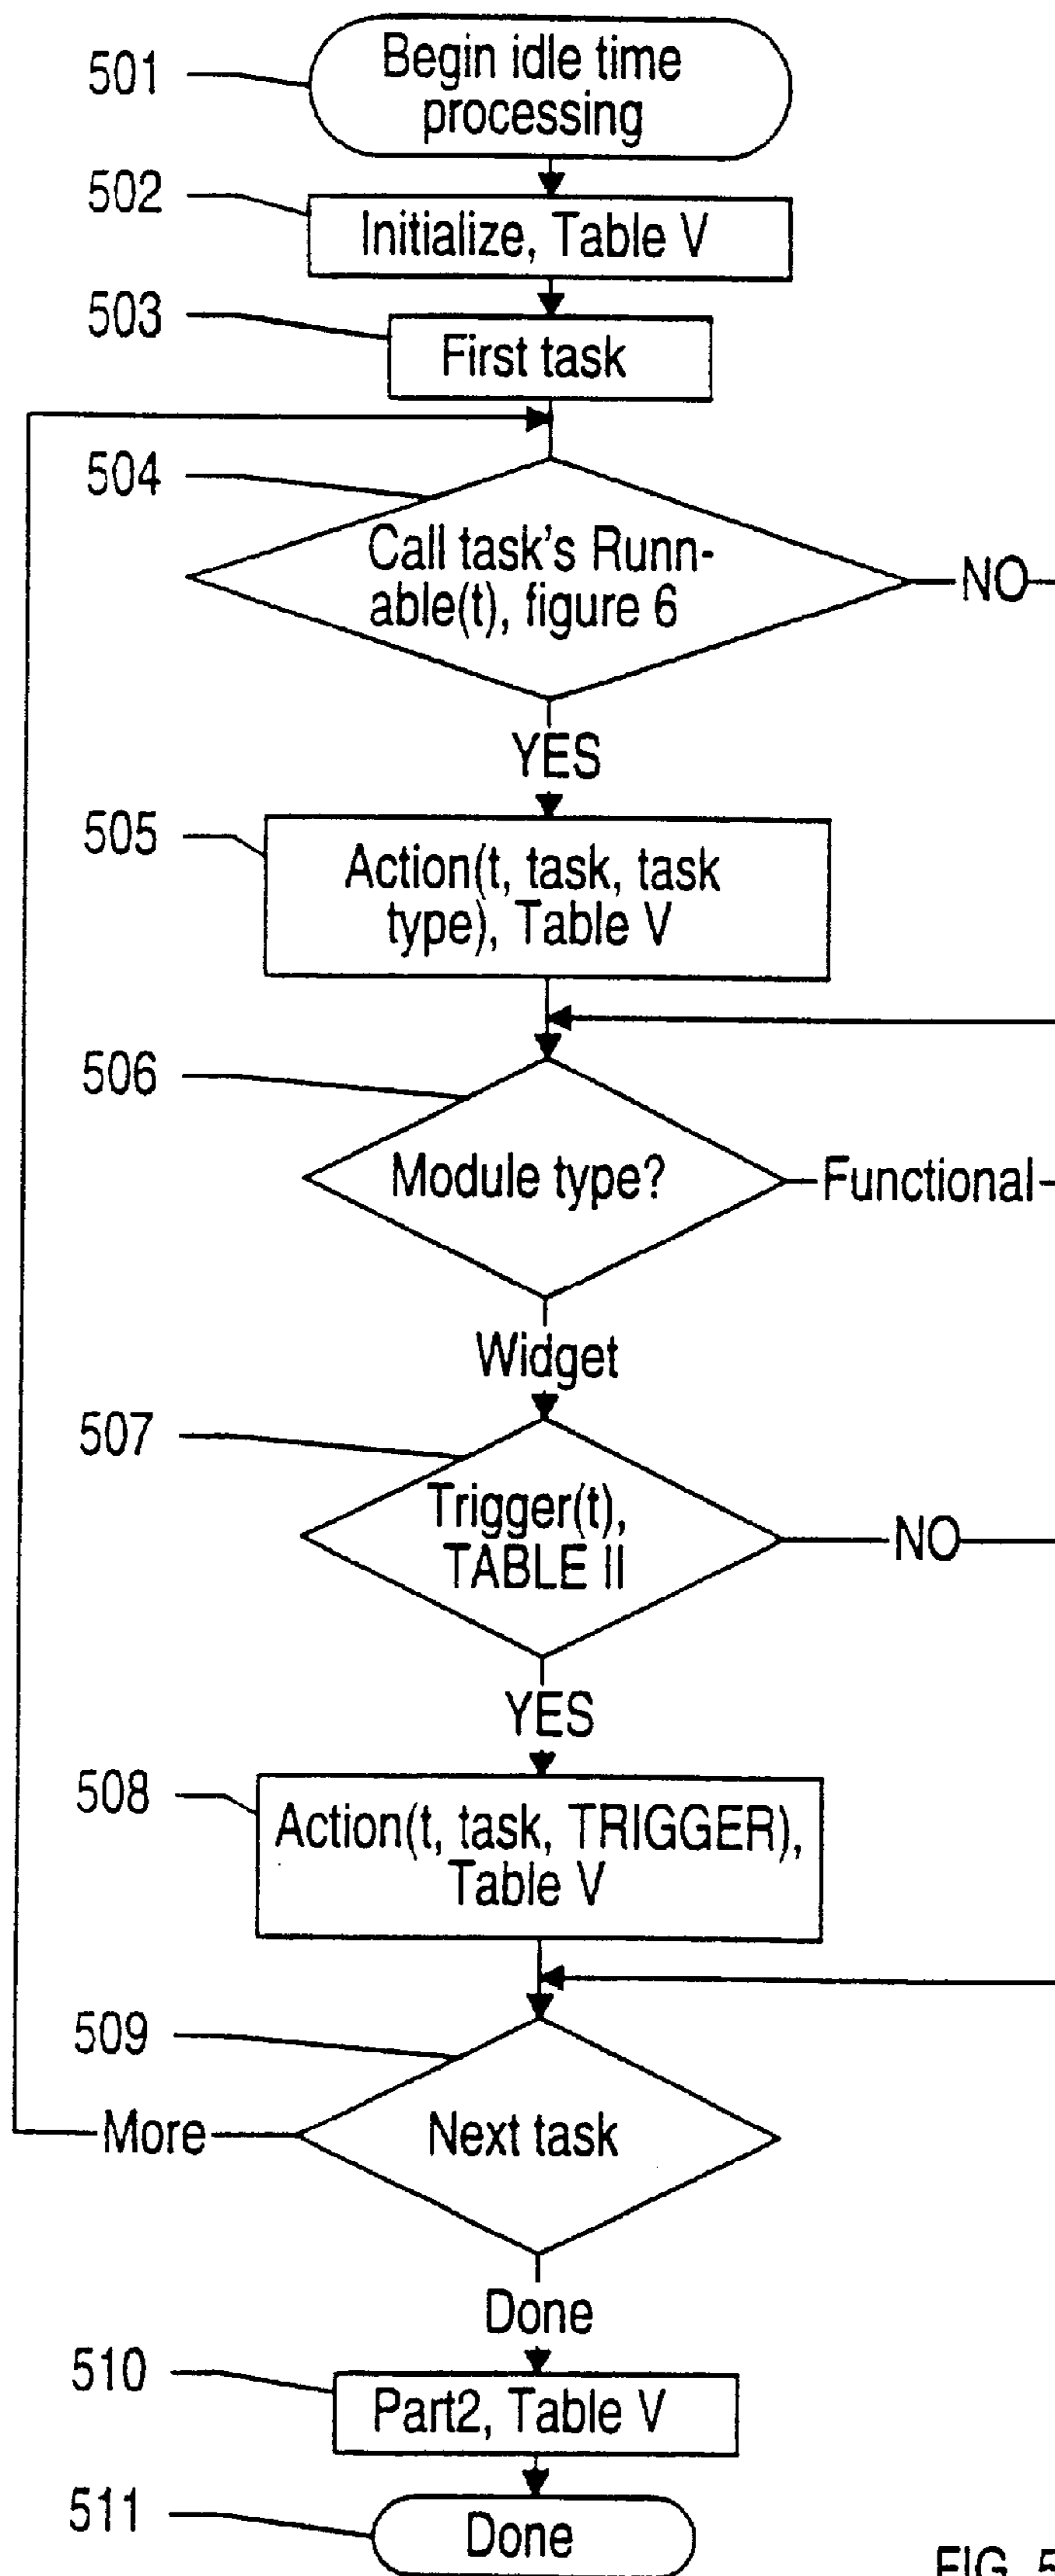 501
Begin idle time
processing
502
Initialize, Table V
503
First task
504
Call task's Runn-
able(t), figure 6
NO
YES
505
Action(t, task, task
type), Table V
506
Module type?
Functional
Widget
507
Trigger(t),
TABLE II
NO
YES
508
Action(t, task, TRIGGER),
Table V
509
More
Next task
Done
510
Part2, Table V
511
Done
FIG. 5